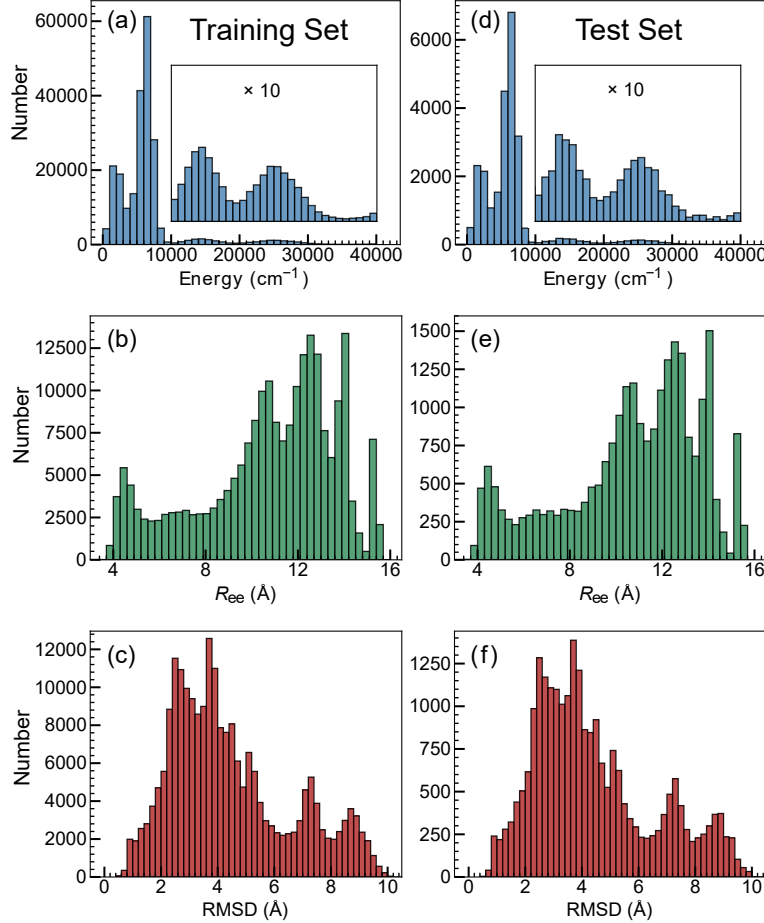 (a) Training Set
× 10
Number
60000
40000
20000
0
0 10000 20000 30000 40000
Energy (cm⁻¹)
(d) Test Set
× 10
6000
4000
2000
0
0 10000 20000 30000 40000
Energy (cm⁻¹)
(b)
Number
12500
10000
7500
5000
2500
0
4 8 12 16
Ree (Å)
(e)
1500
1250
1000
750
500
250
0
4 8 12 16
Ree (Å)
(c)
Number
12000
10000
8000
6000
4000
2000
0
0 2 4 6 8 10
RMSD (Å)
(f)
1250
1000
750
500
250
0
0 2 4 6 8 10
RMSD (Å)